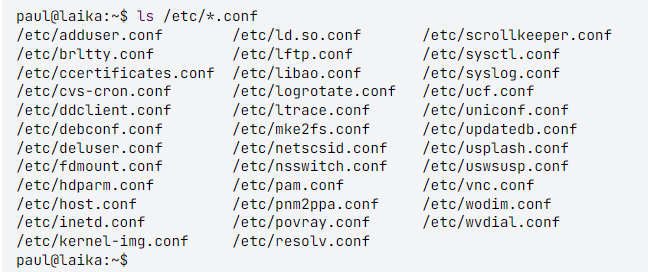 paul@laika:~$ ls /etc/*.conf
/etc/adduser.conf        /etc/ld.so.conf       /etc/scrollkeeper.conf
/etc/brltty.conf         /etc/lftp.conf        /etc/sysctl.conf
/etc/ccertificates.conf  /etc/libao.conf       /etc/syslog.conf
/etc/cvs-cron.conf       /etc/logrotate.conf   /etc/ucf.conf
/etc/ddclient.conf       /etc/ltrace.conf      /etc/uniconf.conf
/etc/debconf.conf        /etc/mke2fs.conf      /etc/updatedb.conf
/etc/deluser.conf        /etc/netscsid.conf    /etc/usplash.conf
/etc/fdmount.conf        /etc/nsswitch.conf    /etc/uswsusp.conf
/etc/hdparm.conf         /etc/pam.conf         /etc/vnc.conf
/etc/host.conf           /etc/pnm2ppa.conf     /etc/wodim.conf
/etc/inetd.conf          /etc/povray.conf      /etc/wvdial.conf
/etc/kernel-img.conf     /etc/resolv.conf
paul@laika:~$